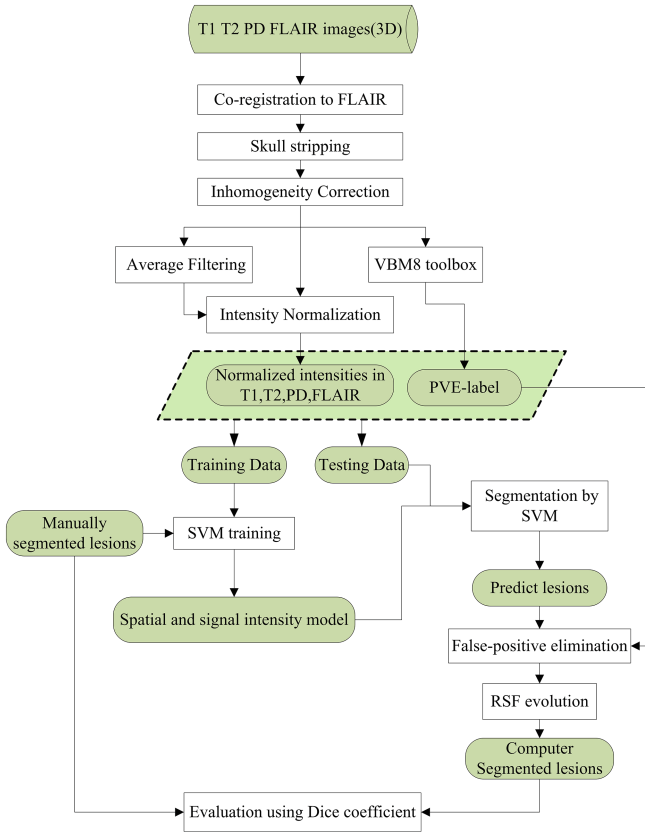 T1 T2 PD FLAIR images(3D)
Co-registration to FLAIR
Skull stripping
Inhomogeneity Correction
Average Filtering
VBM8 toolbox
Intensity Normalization
Normalized intensities in
T1,T2,PD,FLAIR
PVE-label
Training Data
Testing Data
Segmentation by
SVM
Manually
segmented lesions
SVM training
Predict lesions
Spatial and signal intensity model
False-positive elimination
RSF evolution
Computer
Segmented lesions
Evaluation using Dice coefficient